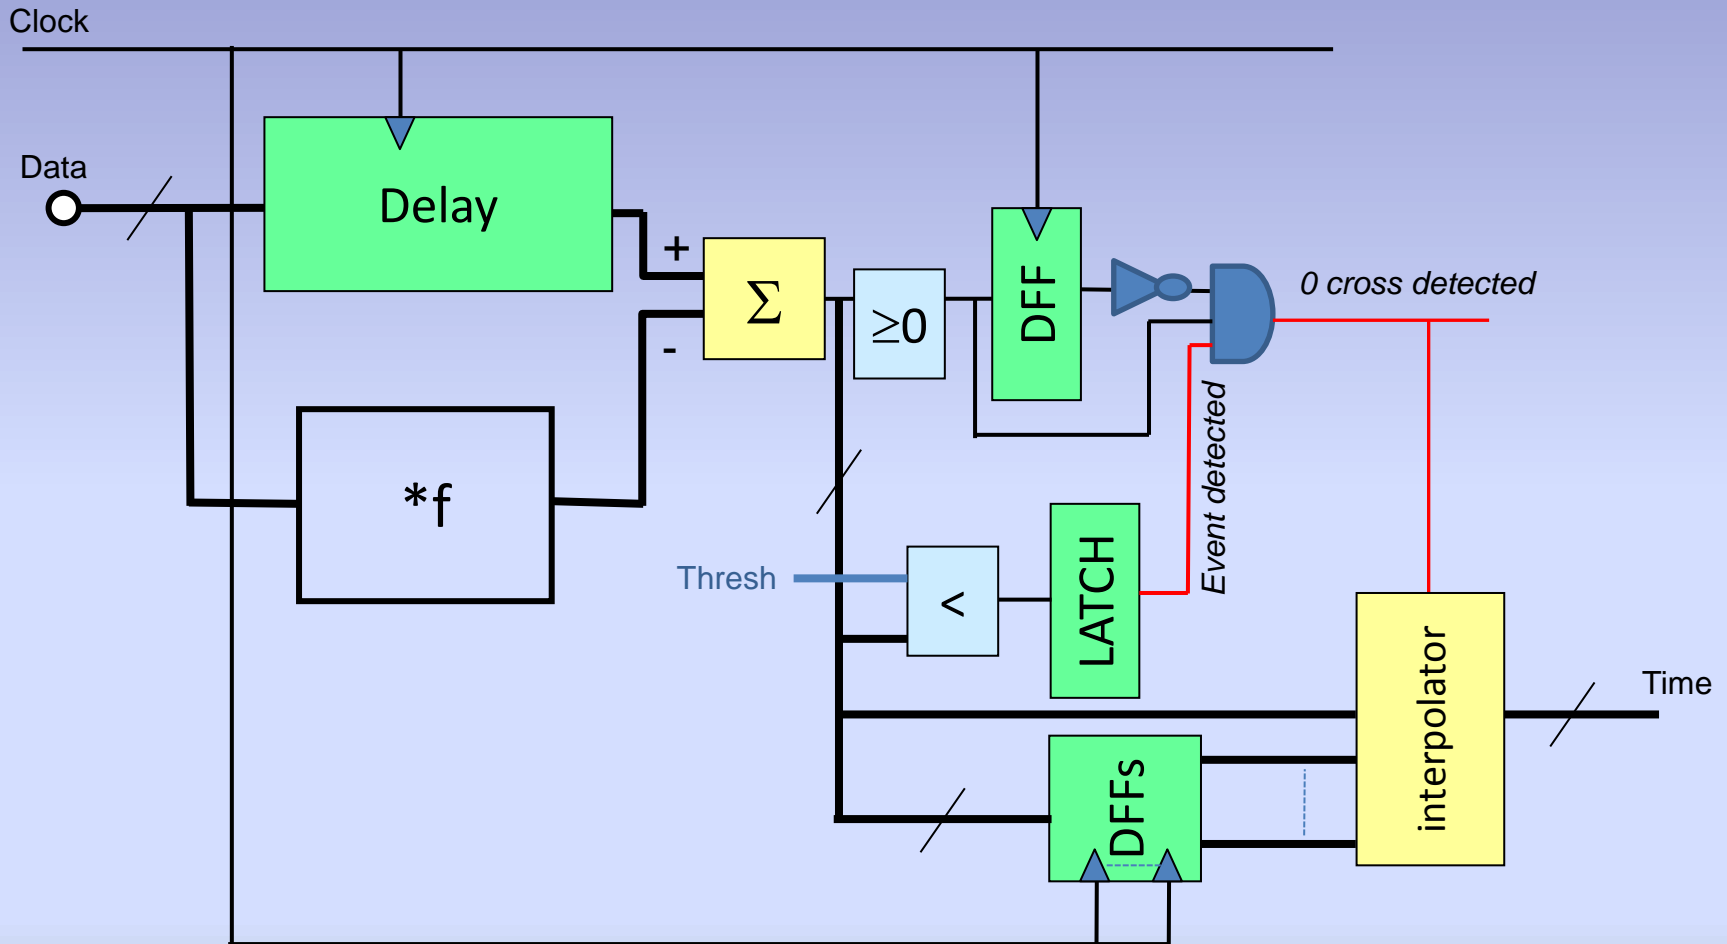 Clock
Data
Delay
+
Σ
-
≥0
DFF
0 cross detected
*f
Event detected
Thresh
<
LATCH
Time
interpolator
DFFs